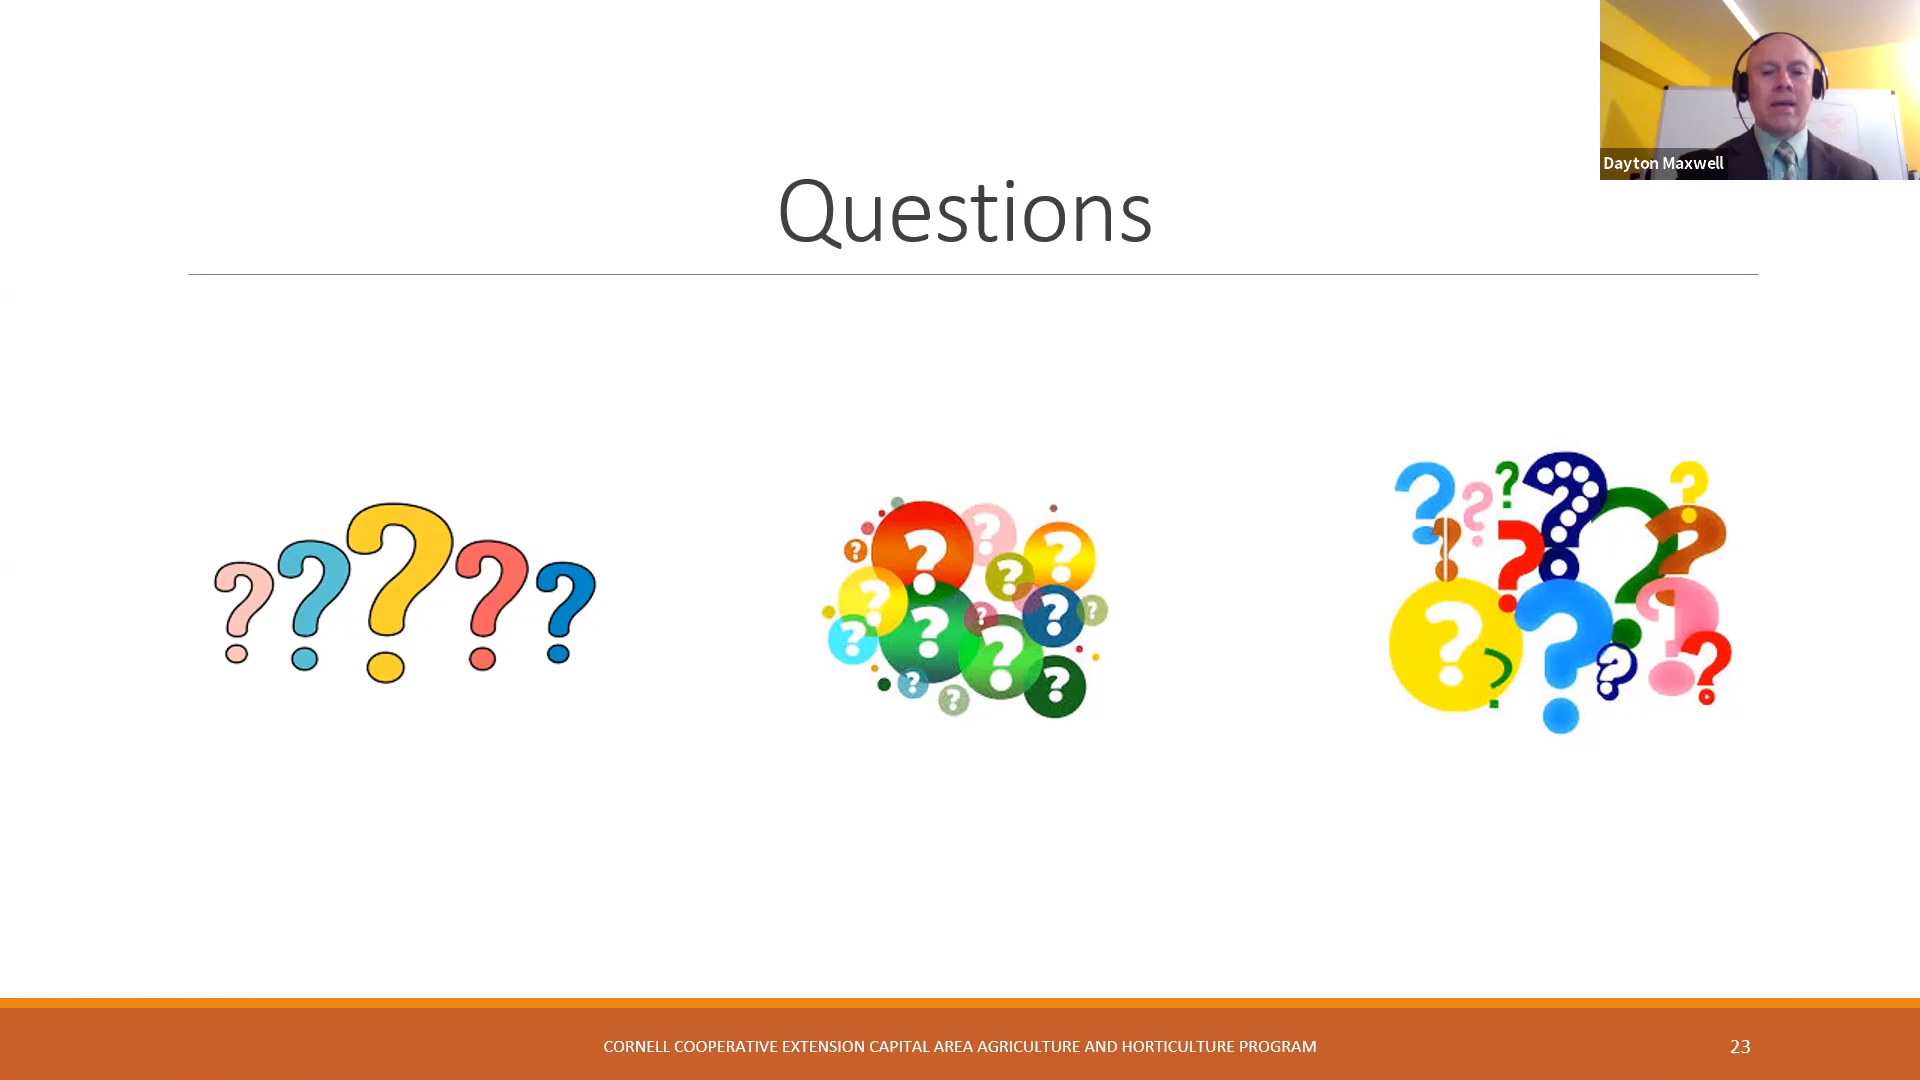 Dayton Maxwell
Questions
? ? ? ? ?
? ? ? ? ? ? ? ? ? ? ? ? ? ?
? ? ? ? ? ? ? ? ? ? ? ? ? ?
CORNELL COOPERATIVE EXTENSION CAPITAL AREA AGRICULTURE AND HORTICULTURE PROGRAM
23